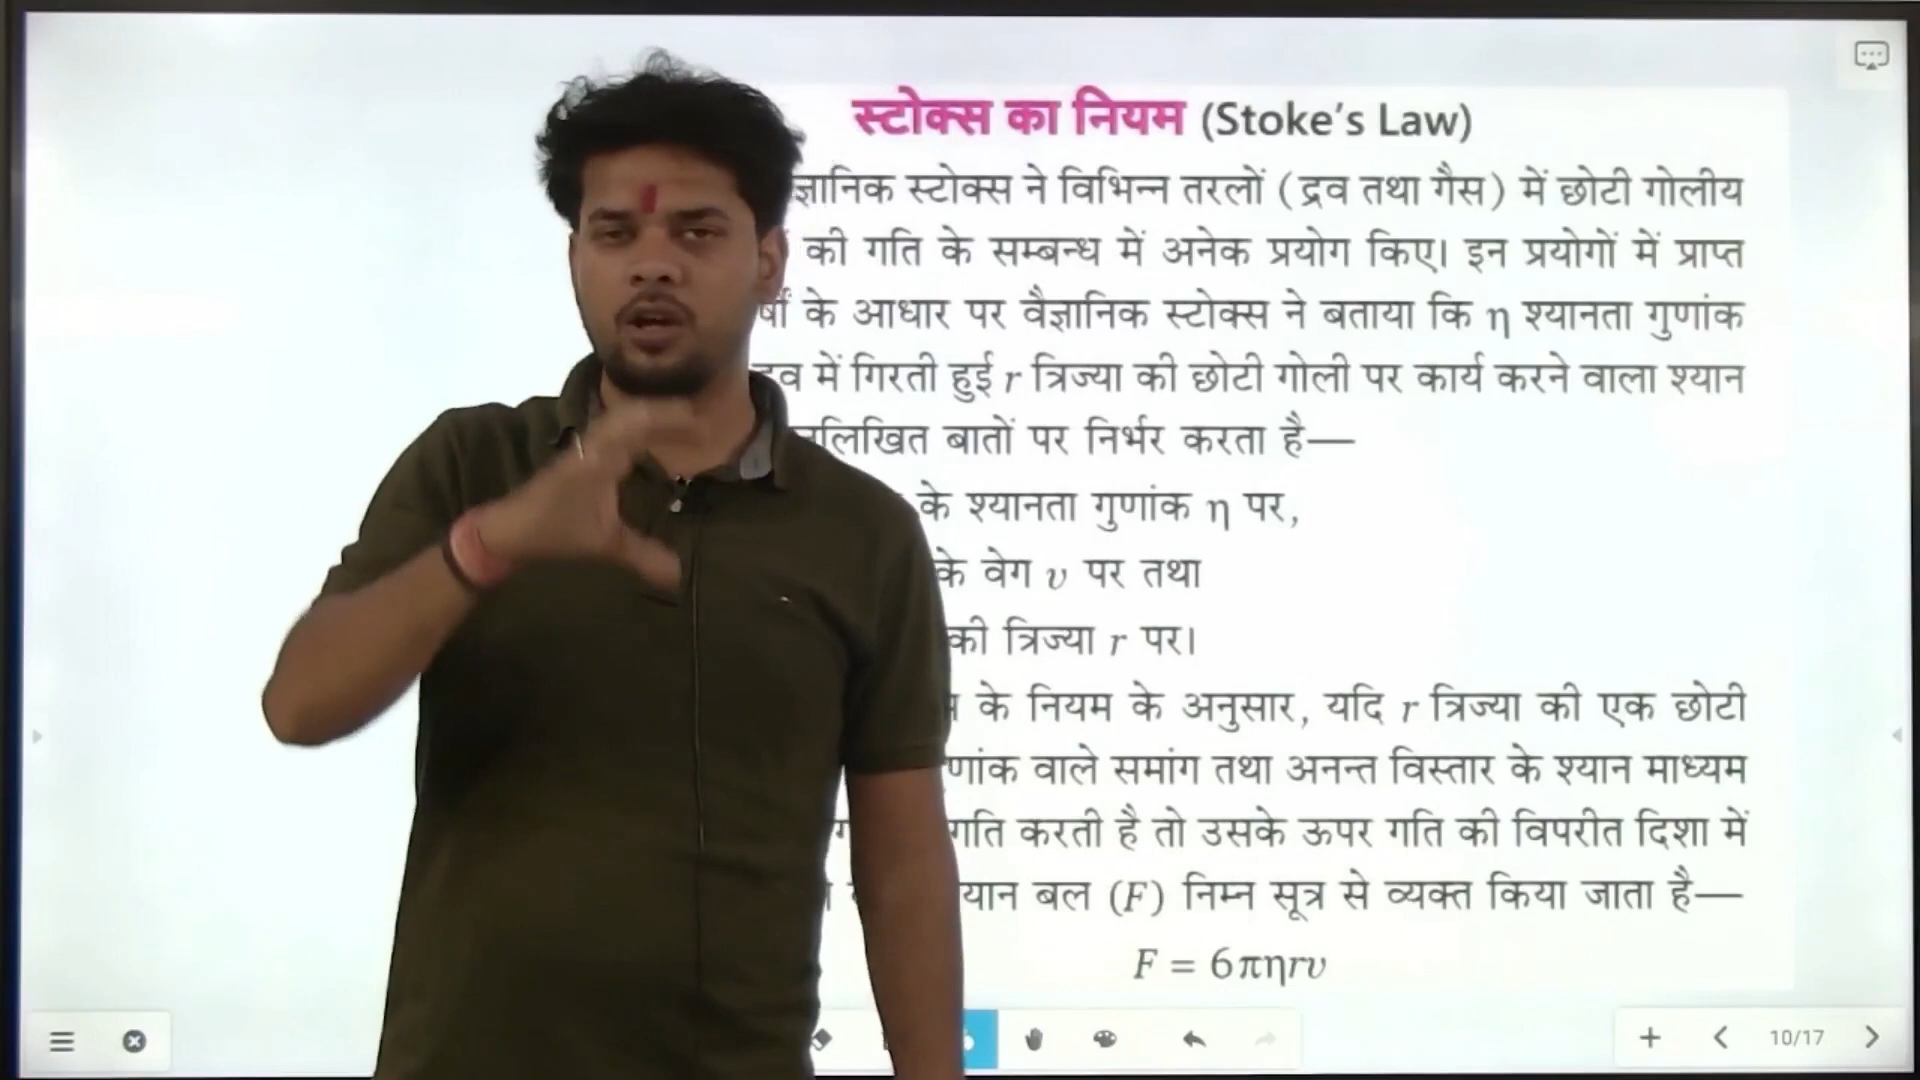 स्टोक्स का नियम (Stoke's Law)
स्टोक्स ने विभिन्न तरलों (द्रव तथा गैस) में छोटी गोलीय
की गति के सम्बन्ध में अनेक प्रयोग किए। इन प्रयोगों में प्राप्त
के आधार पर वैज्ञानिक स्टोक्स ने बताया कि η श्यानता गुणांक
में गिरती हुई r त्रिज्या की छोटी गोली पर कार्य करने वाला श्यान
बातों पर निर्भर करता है—
के श्यानता गुणांक η पर,
के वेग v पर तथा
की त्रिज्या r पर।
के नियम के अनुसार, यदि r त्रिज्या की एक छोटी
वाले समांग तथा अनन्त विस्तार के श्यान माध्यम
गति करती है तो उसके ऊपर गति की विपरीत दिशा में
बल (F) निम्न सूत्र से व्यक्त किया जाता है—
F = 6πηrv
10/17